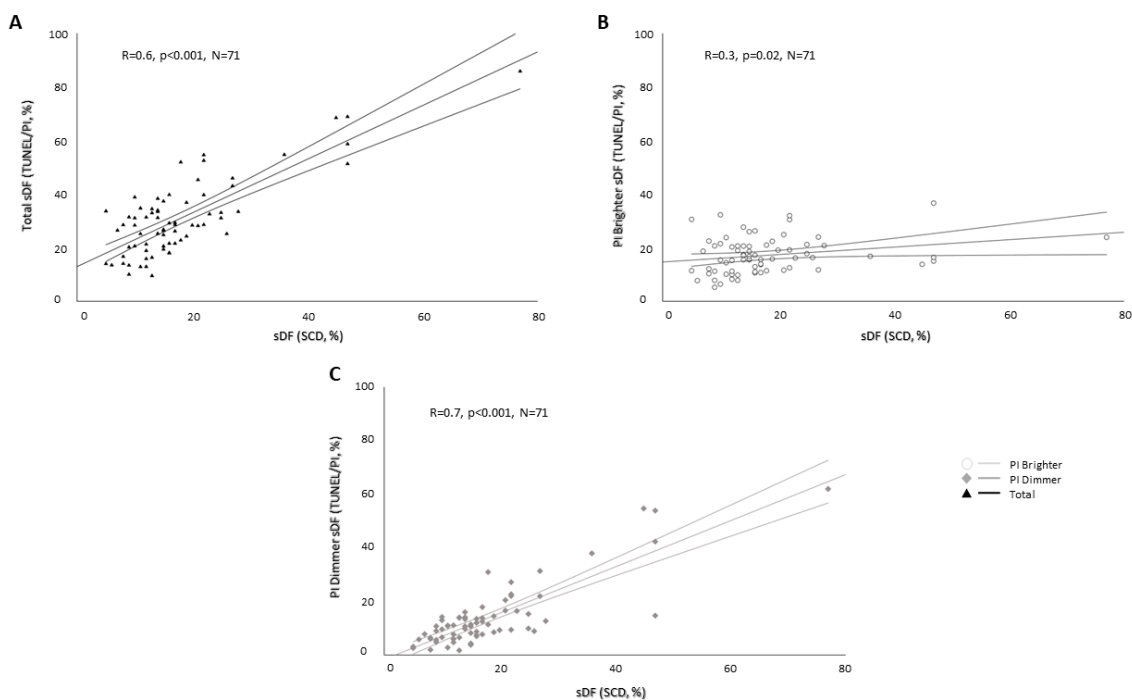 A
R=0.6, p<0.001, N=71
Total sDF (TUNEL/PI, %)
100
80
60
40
20
0
0 20 40 60 80
sDF (SCD, %)
B
R=0.3, p=0.02, N=71
PI Brighter sDF (TUNEL/PI, %)
100
80
60
40
20
0
0 20 40 60 80
sDF (SCD, %)
C
R=0.7, p<0.001, N=71
PI Dimmer sDF (TUNEL/PI, %)
100
80
60
40
20
0
0 20 40 60 80
sDF (SCD, %)
PI Brighter
PI Dimmer
Total